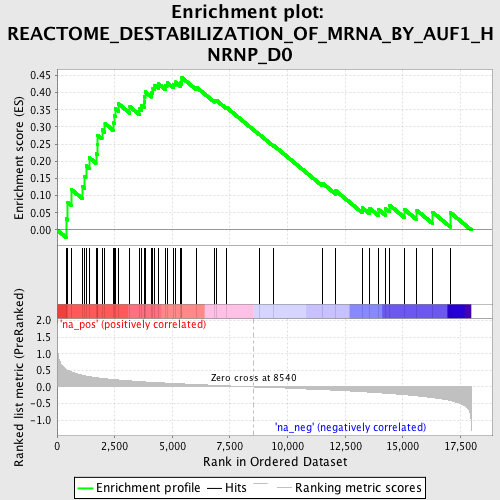 Enrichment plot:
REACTOME_DESTABILIZATION_OF_MRNA_BY_AUF1_H
NRNP_D0
Enrichment score (ES)
0.45
0.40
0.35
0.30
0.25
0.20
0.15
0.10
0.05
0.00
'na_pos' (positively correlated)
Ranked list metric (PreRanked)
2.0
1.5
1.0
0.5
0.0
-0.5
-1.0
Zero cross at 8540
'na_neg' (negatively correlated)
0
2,500
5,000
7,500
10,000
12,500
15,000
17,500
Rank in Ordered Dataset
Enrichment profile
Hits
Ranking metric scores